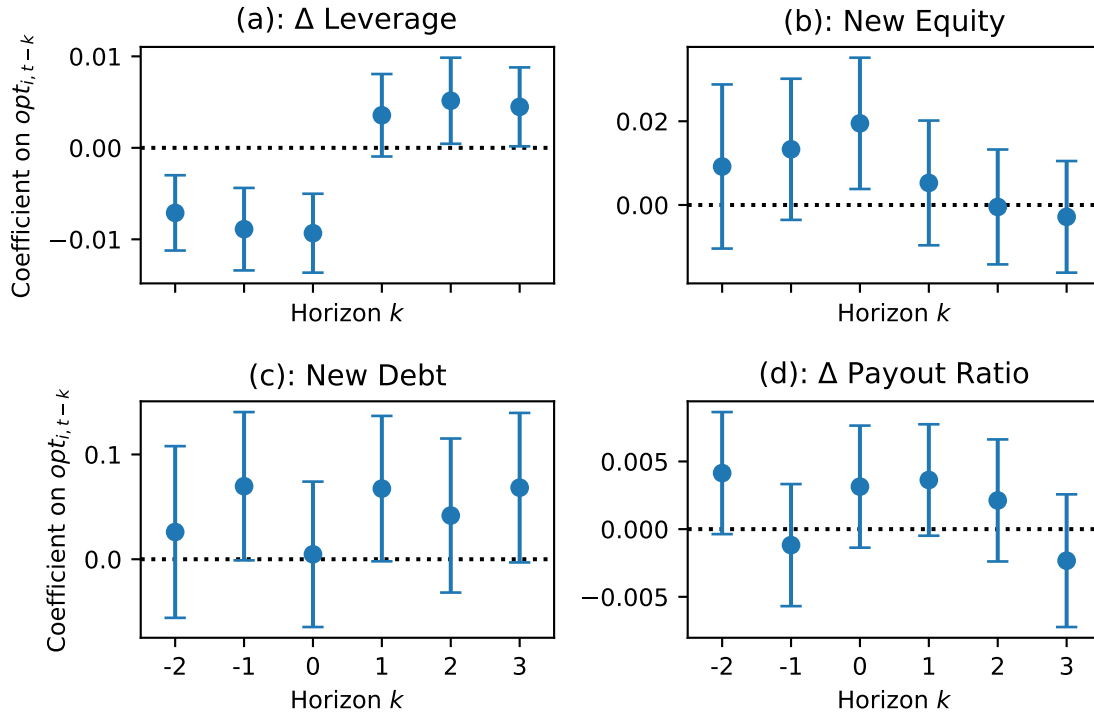 (a): Δ Leverage
Coefficient on opt_{i,t−k}
0.01
0.00
−0.01
Horizon k
(b): New Equity
0.02
0.00
Horizon k
(c): New Debt
Coefficient on opt_{i,t−k}
0.1
0.0
-2 -1 0 1 2 3
Horizon k
(d): Δ Payout Ratio
0.005
0.000
−0.005
-2 -1 0 1 2 3
Horizon k